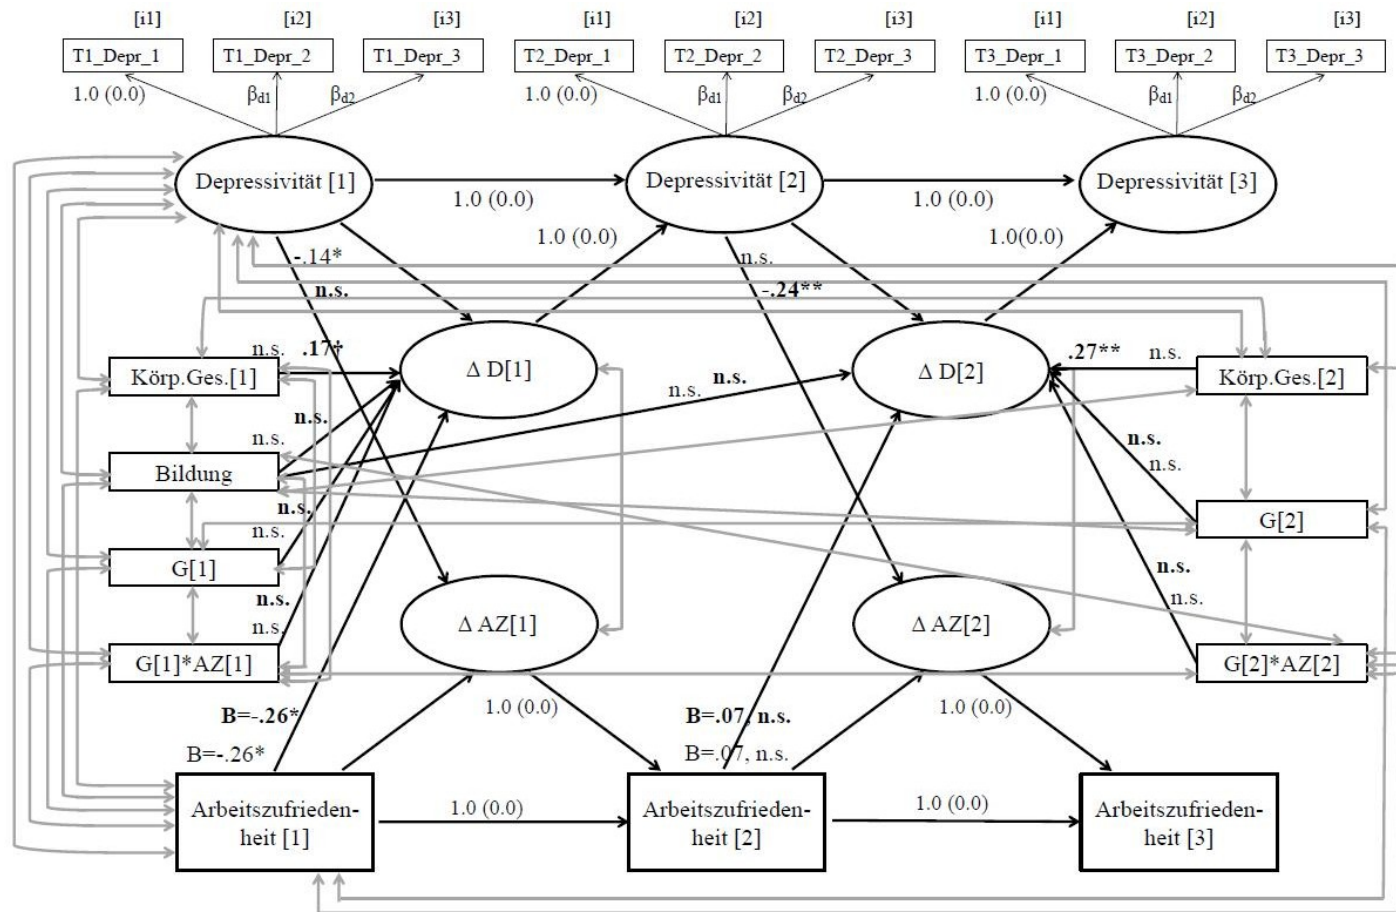 [i1] [i2] [i3] [i1] [i2] [i3] [i1] [i2] [i3]
T1_Depr_1 T1_Depr_2 T1_Depr_3 T2_Depr_1 T2_Depr_2 T2_Depr_3 T3_Depr_1 T3_Depr_2 T3_Depr_3
1.0 (0.0) βd1 βd2 1.0 (0.0) βd1 βd2 1.0 (0.0) βd1 βd2
Depressivität [1] Depressivität [2] Depressivität [3]
1.0 (0.0) 1.0 (0.0)
1.0 (0.0) 1.0(0.0)
-.14* n.s.
n.s. -.24**
n.s. .17† .27** n.s.
Körp.Ges.[1] Δ D[1] Δ D[2] Körp.Ges.[2]
n.s. n.s.
n.s.
n.s. n.s.
n.s.
Bildung
n.s.
n.s.
G[2]
G[1]
n.s. n.s.
n.s. n.s.
Δ AZ[1] Δ AZ[2]
G[1]*AZ[1] G[2]*AZ[2]
1.0 (0.0) 1.0 (0.0)
B=-.26* B=.07, n.s.
B=-.26* B=.07, n.s.
1.0 (0.0) 1.0 (0.0)
Arbeitszufrieden- Arbeitszufrieden- Arbeitszufrieden-
heit [1] heit [2] heit [3]